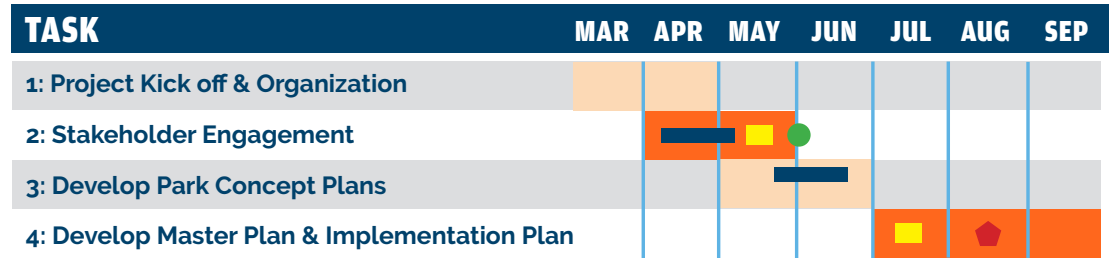 TASK MAR APR MAY JUN JUL AUG SEP
1: Project Kick off & Organization
2: Stakeholder Engagement
3: Develop Park Concept Plans
4: Develop Master Plan & Implementation Plan